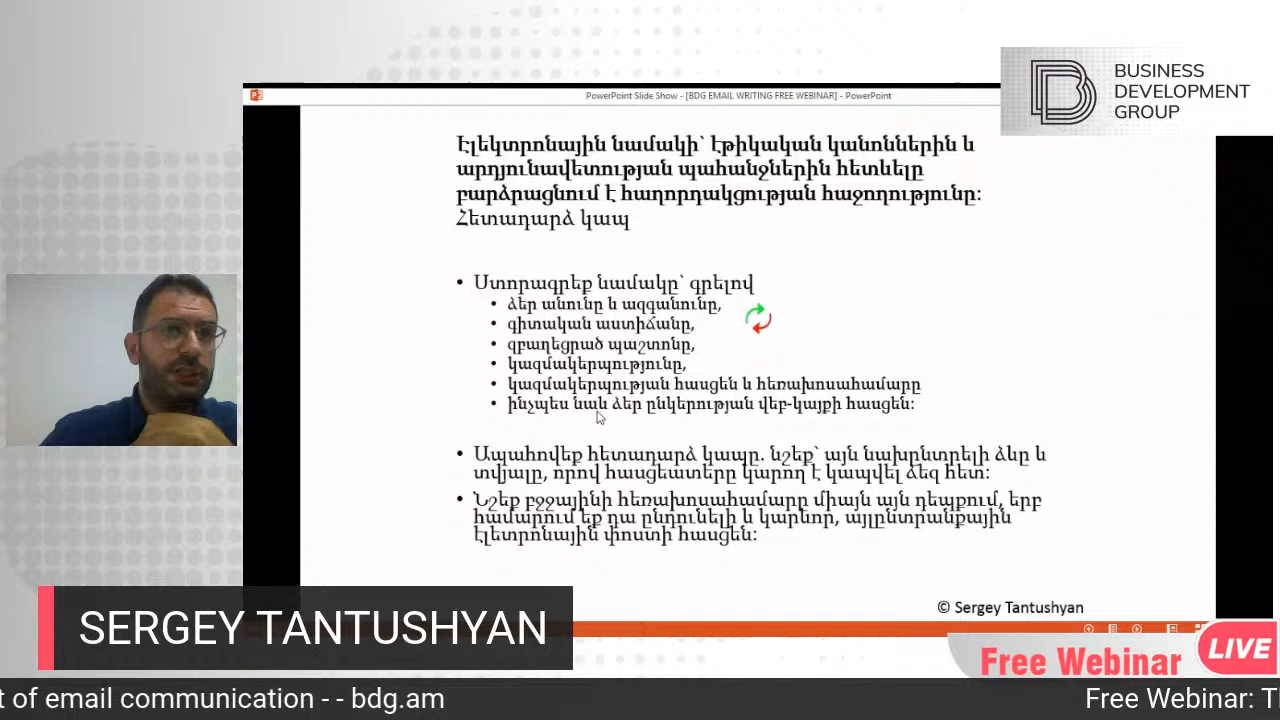 BUSINESS
DEVELOPMENT
GROUP
PowerPoint Slide Show - [BDG EMAIL WRITING FREE WEBINAR] - PowerPoint
Էլեկտրոնային նամակի՝ էթիկական կանոններին և
արդյունավետության պահանջներին հետևելը
բարձրացնում է հաղորդակցության հաջողությունը։
Հետադարձ կապ
• Ստորագրեք նամակը՝ գրելով
• ձեր անունը և ազգանունը,
• գիտական աստիճանը,
• զբաղեցրած պաշտոնը,
• կազմակերպությունը,
• կազմակերպության հասցեն և հեռախոսահամարը
• ինչպես նաև ձեր ընկերության վեբ-կայքի հասցեն։
• Ապահովեք հետադարձ կապը. նշեք՝ այն նախընտրելի ձևը և
տվյալը, որով հասցեատերը կարող է կապվել ձեզ հետ։
• Նշեք բջջայինի հեռախոսահամարը միայն այն դեպքում, երբ
համարում եք դա ընդունելի և կարևոր, այլընտրանքային
էլետրոնային փոստի հասցեն։
© Sergey Tantushyan
SERGEY TANTUSHYAN
Free Webinar
LIVE
t of email communication - - bdg.am
Free Webinar: T